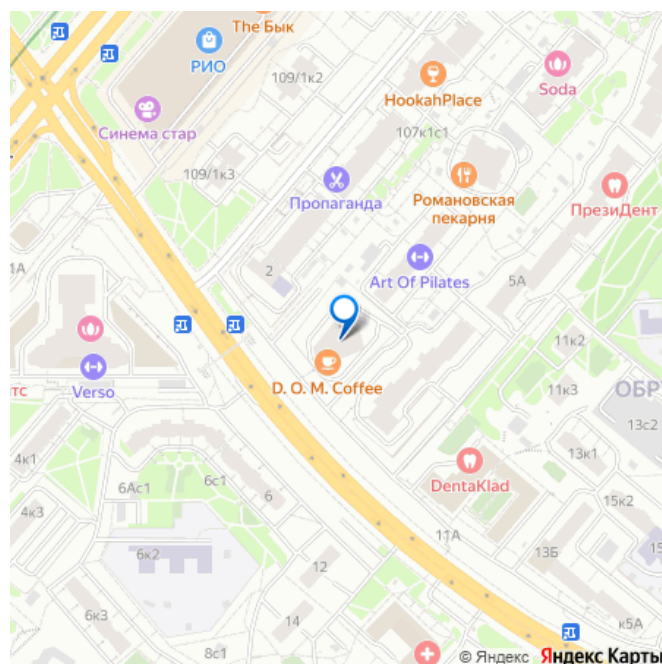 The Бык
РИО
109/1к2
Soda
HookahPlace
Синема стар
107к1с1
109/1к3
Пропаганда
Романовская
пекарня
ПрезиДент
2
Art Of Pilates
1А
5А
11к2
Verso
тс
D. O. M. Coffee
11к3
ОБР
13с2
4к1
6Ас1
6с1
6
DentaKlad
13к1
15к2
4к3
11А
13Б
15
6к2
12
6к3
14
к5А
8с1
© Яндекс Яндекс Карты